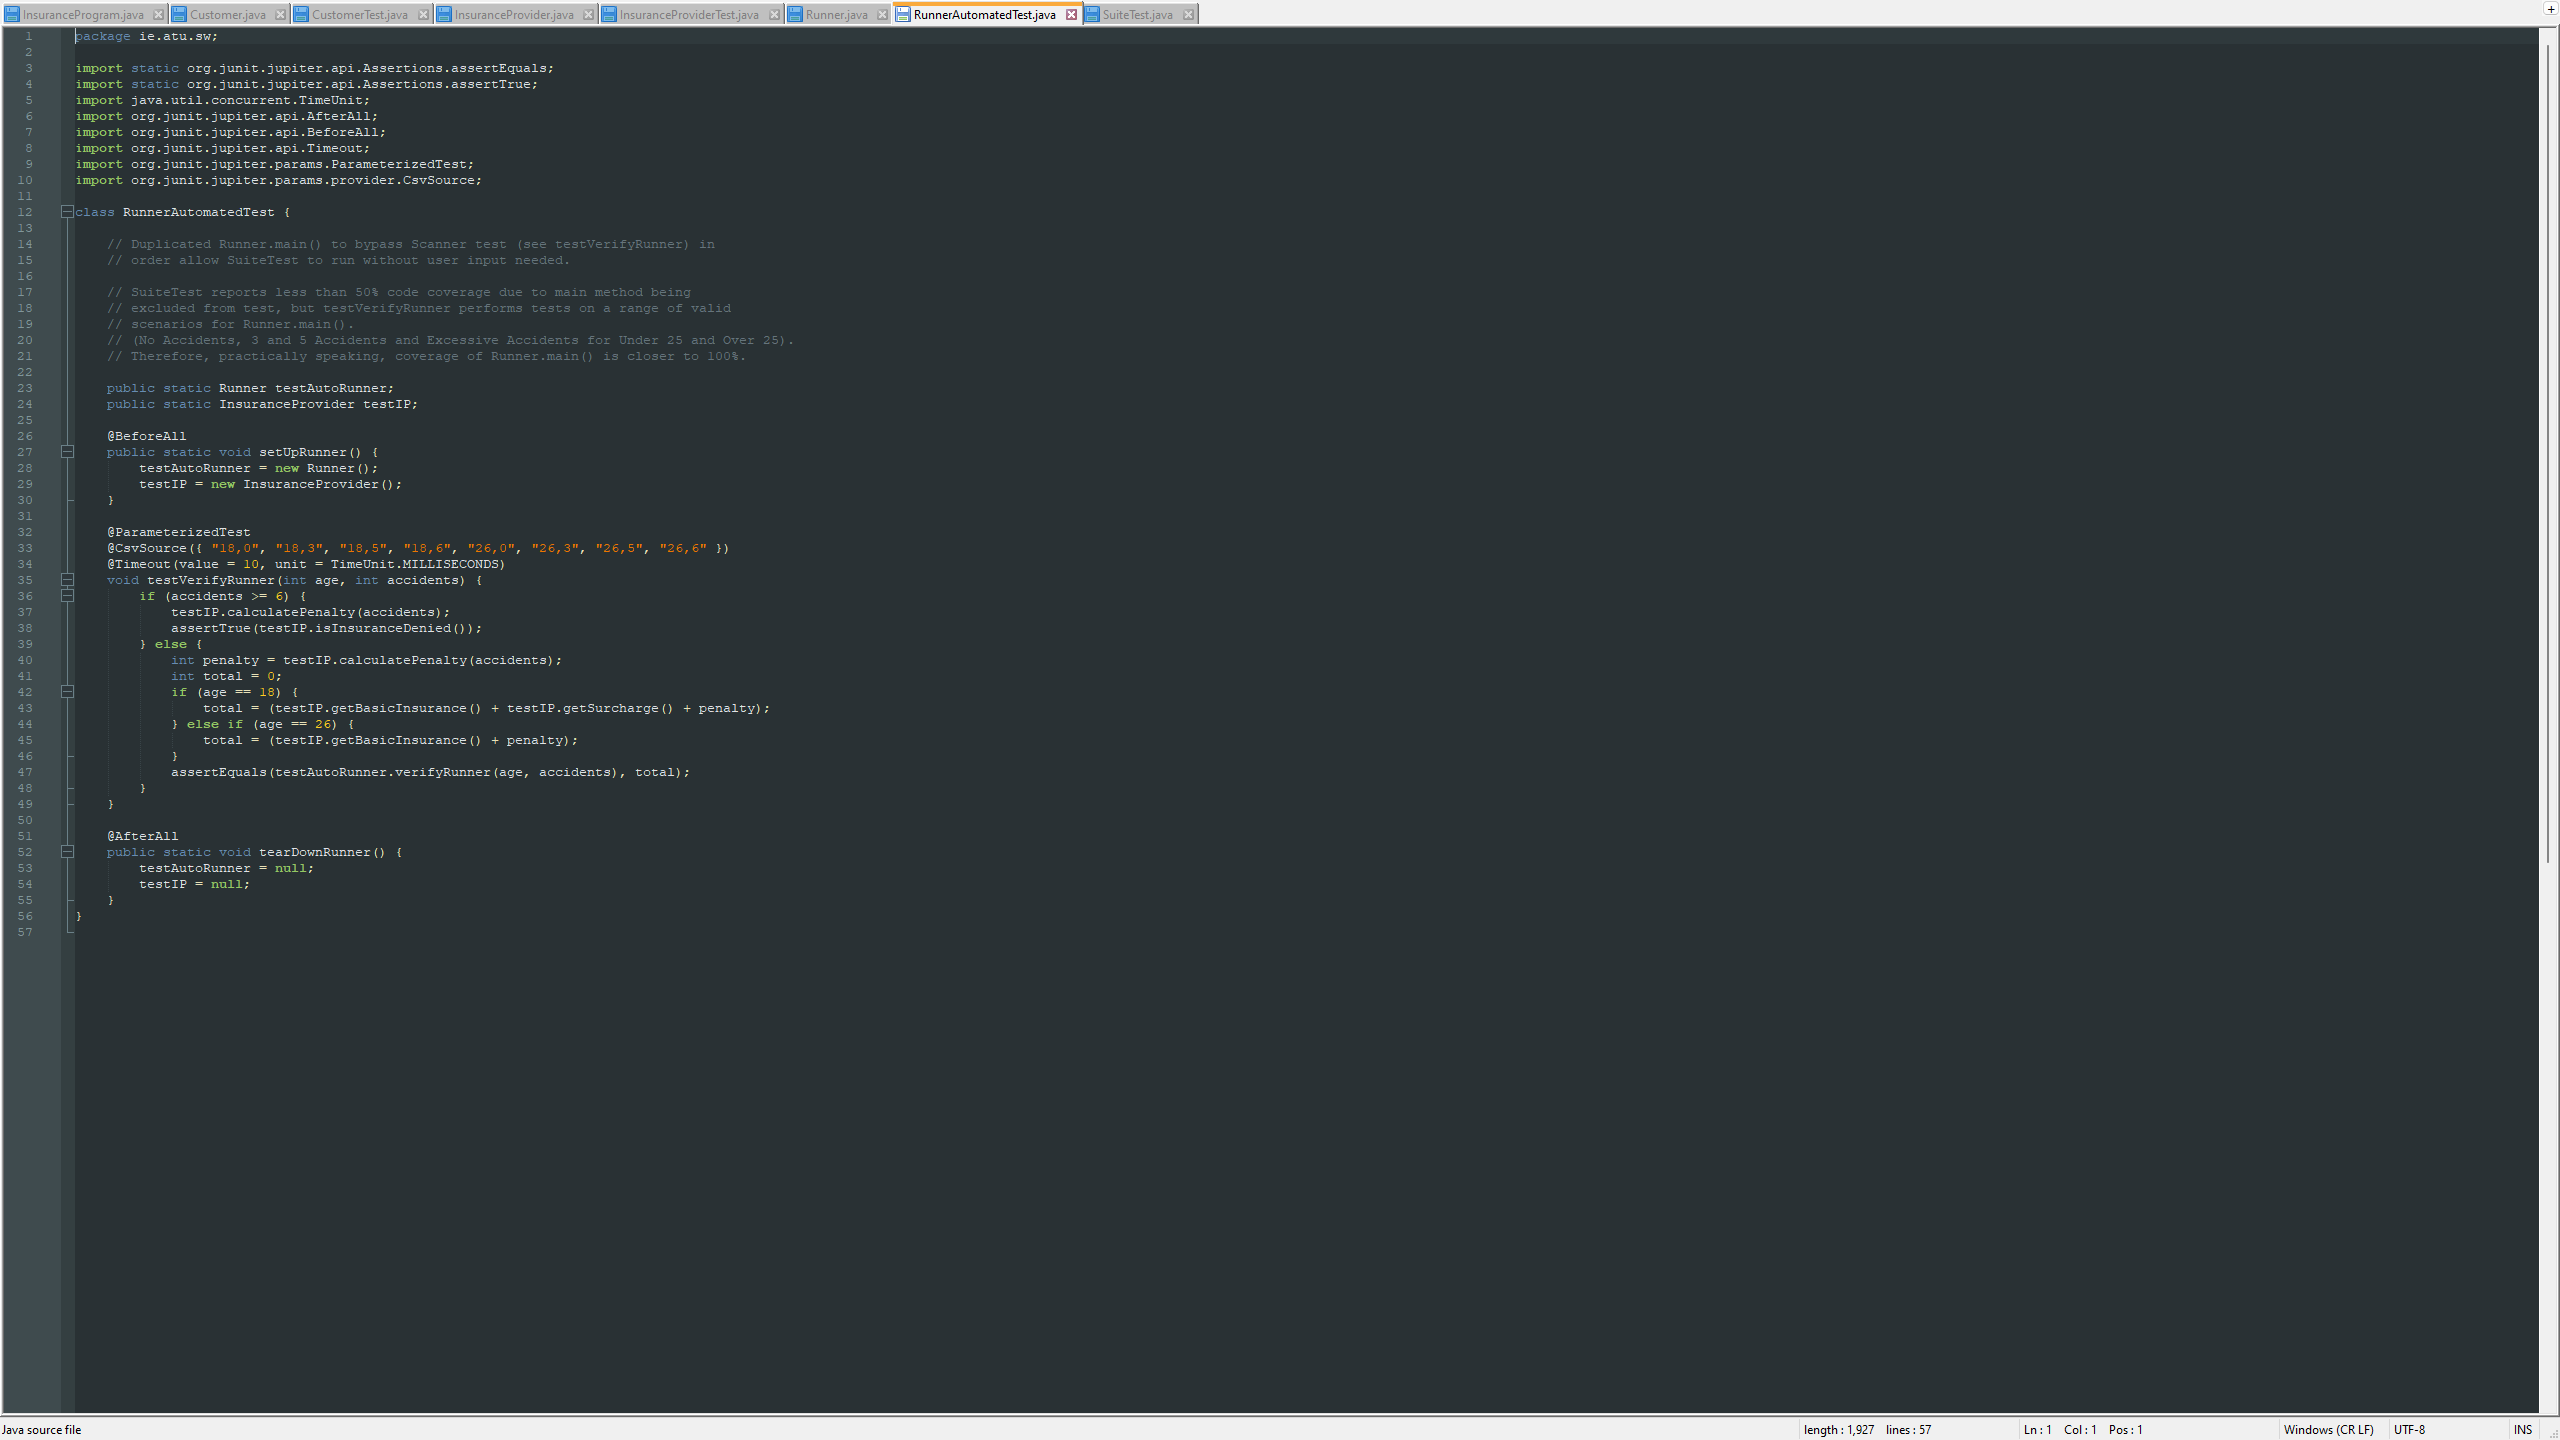 InsuranceProgram.java Customer.java CustomerTest.java InsuranceProvider.java InsuranceProviderTest.java Runner.java RunnerAutomatedTest.java SuiteTest.java +
1 package ie.atu.sw;
2
3 import static org.junit.jupiter.api.Assertions.assertEquals;
4 import static org.junit.jupiter.api.Assertions.assertTrue;
5 import java.util.concurrent.TimeUnit;
6 import org.junit.jupiter.api.AfterAll;
7 import org.junit.jupiter.api.BeforeAll;
8 import org.junit.jupiter.api.Timeout;
9 import org.junit.jupiter.params.ParameterizedTest;
10 import org.junit.jupiter.params.provider.CsvSource;
11
12 class RunnerAutomatedTest {
13
14     // Duplicated Runner.main() to bypass Scanner test (see testVerifyRunner) in
15     // order allow SuiteTest to run without user input needed.
16
17     // SuiteTest reports less than 50% code coverage due to main method being
18     // excluded from test, but testVerifyRunner performs tests on a range of valid
19     // scenarios for Runner.main().
20     // (No Accidents, 3 and 5 Accidents and Excessive Accidents for Under 25 and Over 25).
21     // Therefore, practically speaking, coverage of Runner.main() is closer to 100%.
22
23     public static Runner testAutoRunner;
24     public static InsuranceProvider testIP;
25
26     @BeforeAll
27     public static void setUpRunner() {
28         testAutoRunner = new Runner();
29         testIP = new InsuranceProvider();
30     }
31
32     @ParameterizedTest
33     @CsvSource({ "18,0", "18,3", "18,5", "18,6", "26,0", "26,3", "26,5", "26,6" })
34     @Timeout(value = 10, unit = TimeUnit.MILLISECONDS)
35     void testVerifyRunner(int age, int accidents) {
36         if (accidents >= 6) {
37             testIP.calculatePenalty(accidents);
38             assertTrue(testIP.isInsuranceDenied());
39         } else {
40             int penalty = testIP.calculatePenalty(accidents);
41             int total = 0;
42             if (age == 18) {
43                 total = (testIP.getBasicInsurance() + testIP.getSurcharge() + penalty);
44             } else if (age == 26) {
45                 total = (testIP.getBasicInsurance() + penalty);
46             }
47             assertEquals(testAutoRunner.verifyRunner(age, accidents), total);
48         }
49     }
50
51     @AfterAll
52     public static void tearDownRunner() {
53         testAutoRunner = null;
54         testIP = null;
55     }
56 }
57
Java source file length : 1,927 lines : 57 Ln : 1 Col : 1 Pos : 1 Windows (CR LF) UTF-8 INS